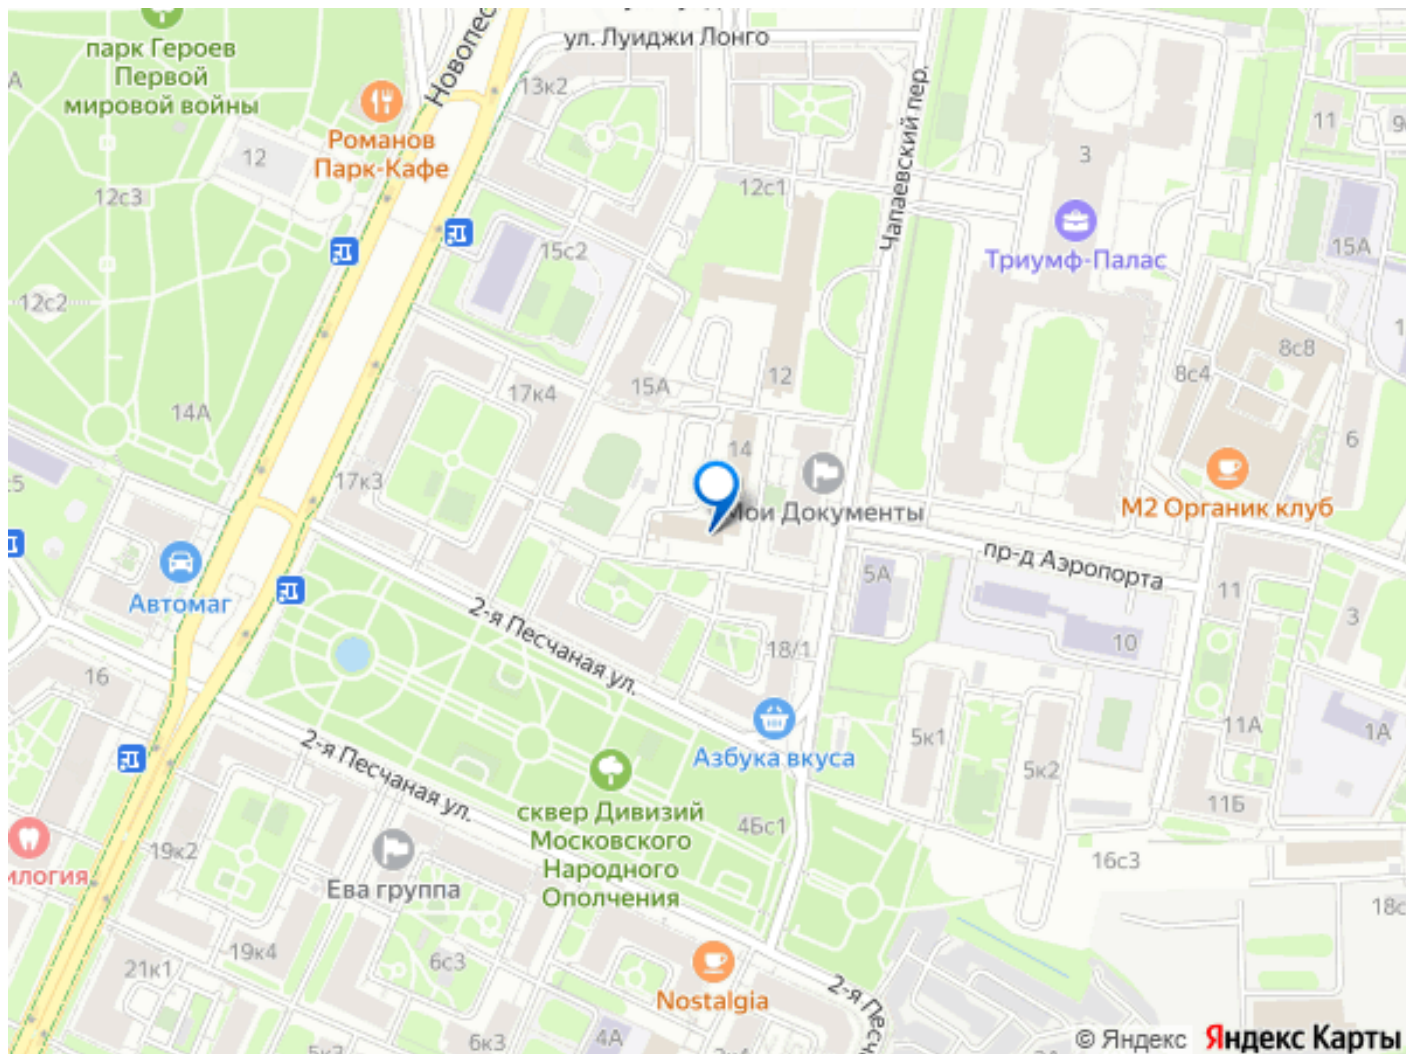 ул. Луиджи Лонго
парк Героев
Первой
мировой войны
13к2
Чапаевский пер.
11
Романов
Парк-Кафе
12
3
12с3
12с1
15с2
15А
Триумф-Палас
12с2
8с8
8с4
12
15А
17к4
14А
6
14
17к3
М2 Органик клуб
Мои Документы
пр-д Аэропорта
5А
11
Автомаг
2-я Песчаная ул.
3
10
18/1
16
11А
1А
5к1
Азбука вкуса
2-я Песчаная ул.
5к2
11Б
сквер Дивизий
Московского
Народного
Ополчения
4Бс1
19к2
16с3
Ева группа
19к4
6с3
21к1
Nostalgia
6к3
4А
© Яндекс Яндекс Карты